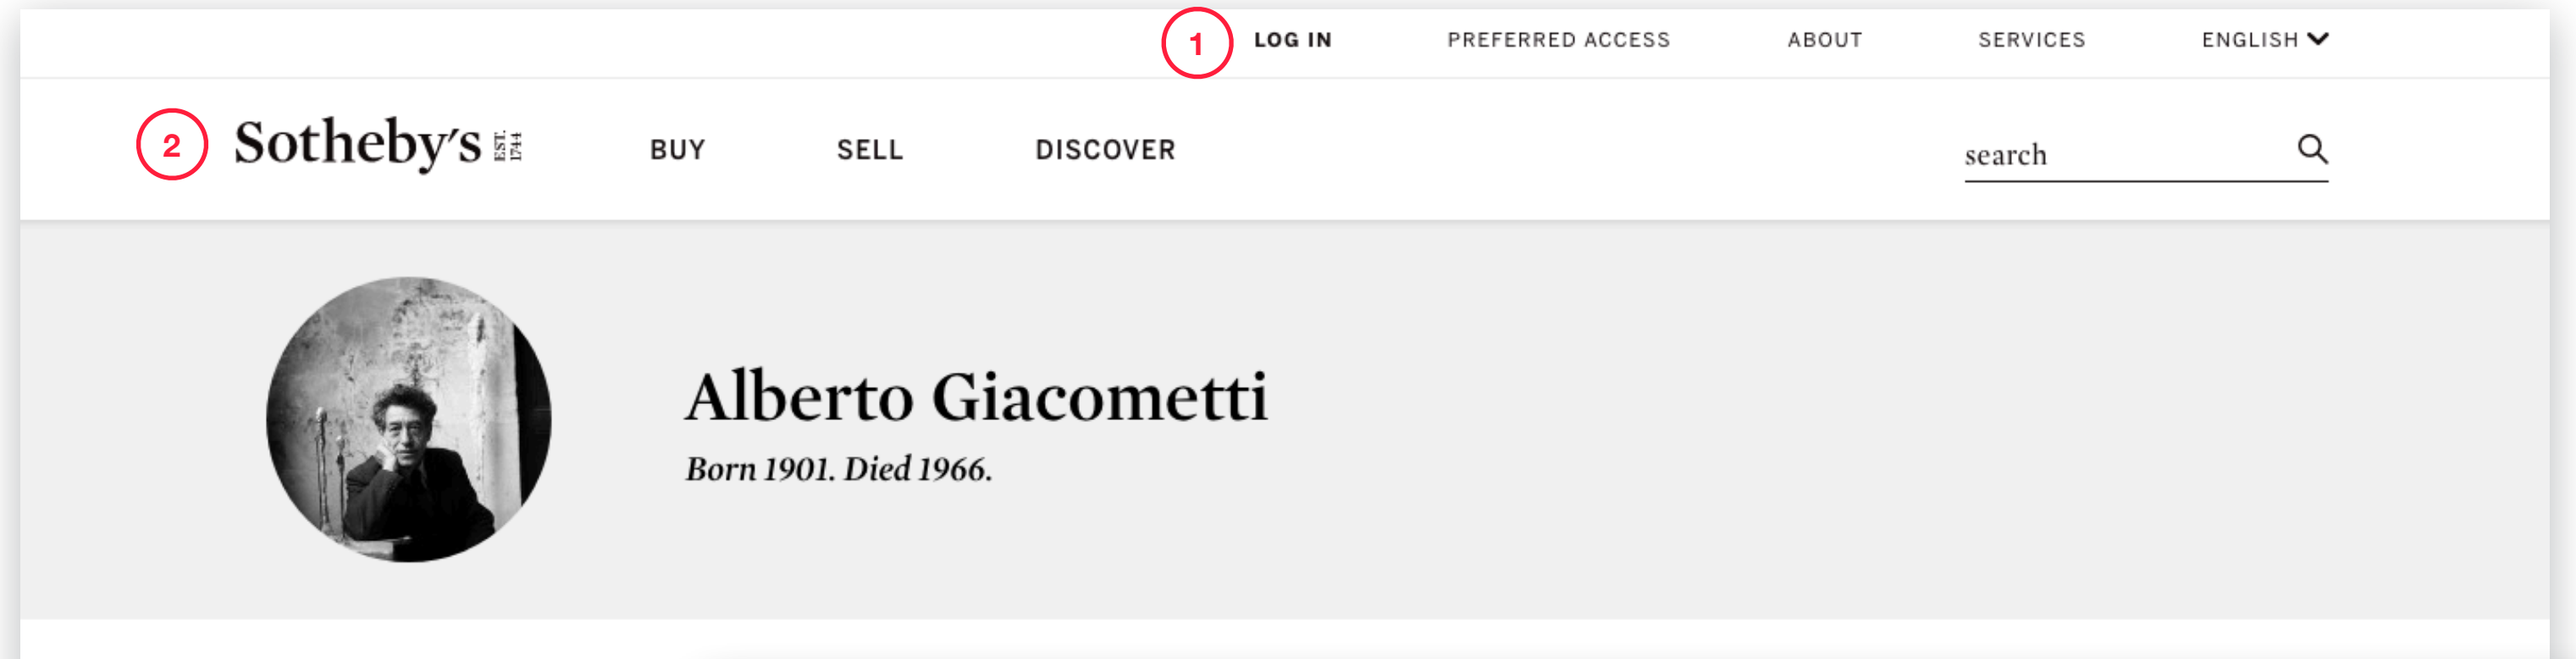 1 LOG IN PREFERRED ACCESS ABOUT SERVICES ENGLISH
2 Sotheby's EST. 1744 BUY SELL DISCOVER search
Alberto Giacometti
Born 1901. Died 1966.